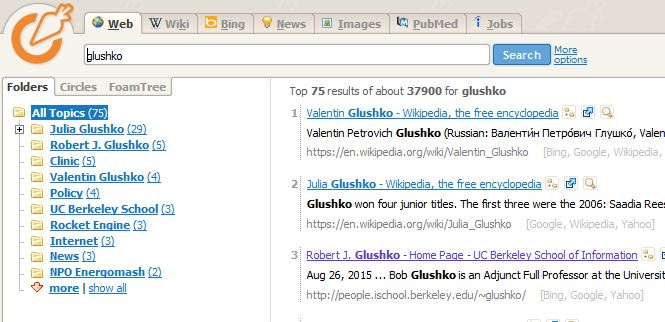 Web Wiki Bing News Images PubMed Jobs
glushko Search More options
Folders Circles FoamTree
Top 75 results of about 37900 for glushko
All Topics (75)
Julia Glushko (29)
Robert J. Glushko (5)
Clinic (5)
Valentin Glushko (4)
Policy (4)
UC Berkeley School (3)
Rocket Engine (3)
Internet (3)
News (3)
NPO Energomash (2)
more | show all
1 Valentin Glushko - Wikipedia, the free encyclopedia
Valentin Petrovich Glushko (Russian: Валенти́н Петро́вич Глушко́, Valen
https://en.wikipedia.org/wiki/Valentin_Glushko [Bing, Google, Wikipedia,
2 Julia Glushko - Wikipedia, the free encyclopedia
Glushko won four junior titles. The first three were the 2006: Saadia Rees
https://en.wikipedia.org/wiki/Julia_Glushko [Google, Wikipedia, Yahoo]
3 Robert J. Glushko - Home Page - UC Berkeley School of Information
Aug 26, 2015 ... Bob Glushko is an Adjunct Full Professor at the Universit
http://people.ischool.berkeley.edu/~glushko/ [Bing, Google, Yahoo]